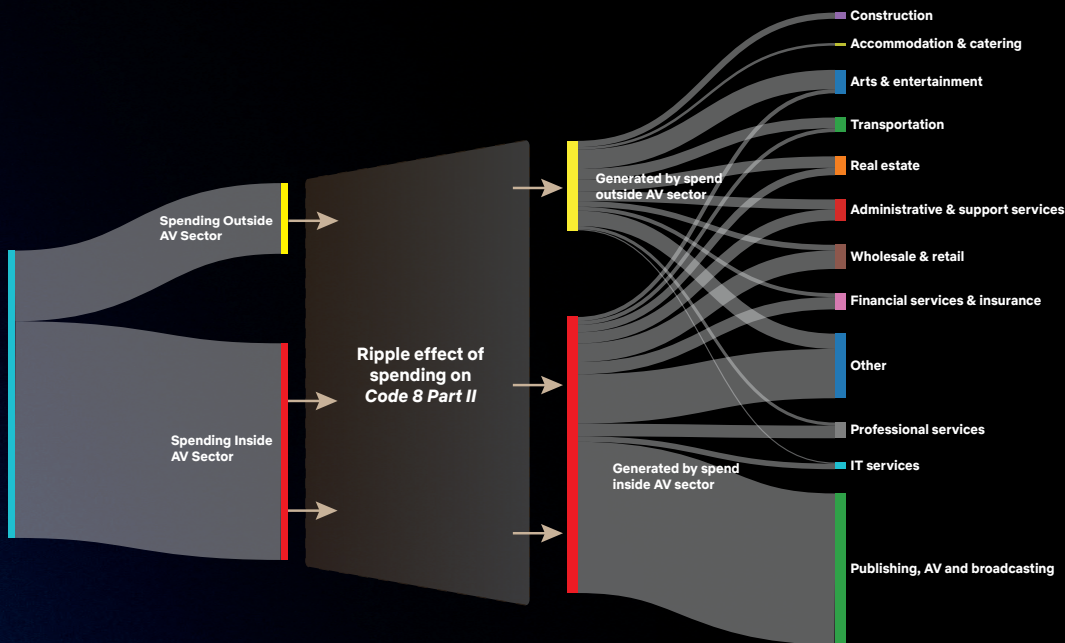 Spending Outside
AV Sector
Spending Inside
AV Sector
Ripple effect of
spending on
Code 8 Part II
Generated by spend
outside AV sector
Generated by spend
inside AV sector
Construction
Accommodation & catering
Arts & entertainment
Transportation
Real estate
Administrative & support services
Wholesale & retail
Financial services & insurance
Other
Professional services
IT services
Publishing, AV and broadcasting